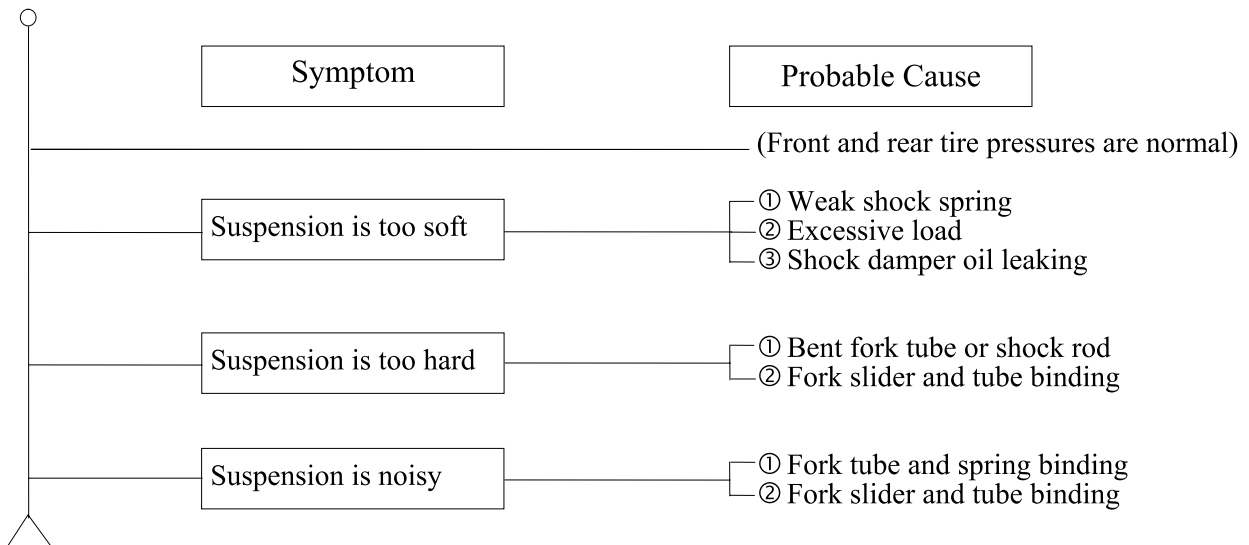 Symptom
Probable Cause
(Front and rear tire pressures are normal)
Suspension is too soft
① Weak shock spring
② Excessive load
③ Shock damper oil leaking
Suspension is too hard
① Bent fork tube or shock rod
② Fork slider and tube binding
Suspension is noisy
① Fork tube and spring binding
② Fork slider and tube binding